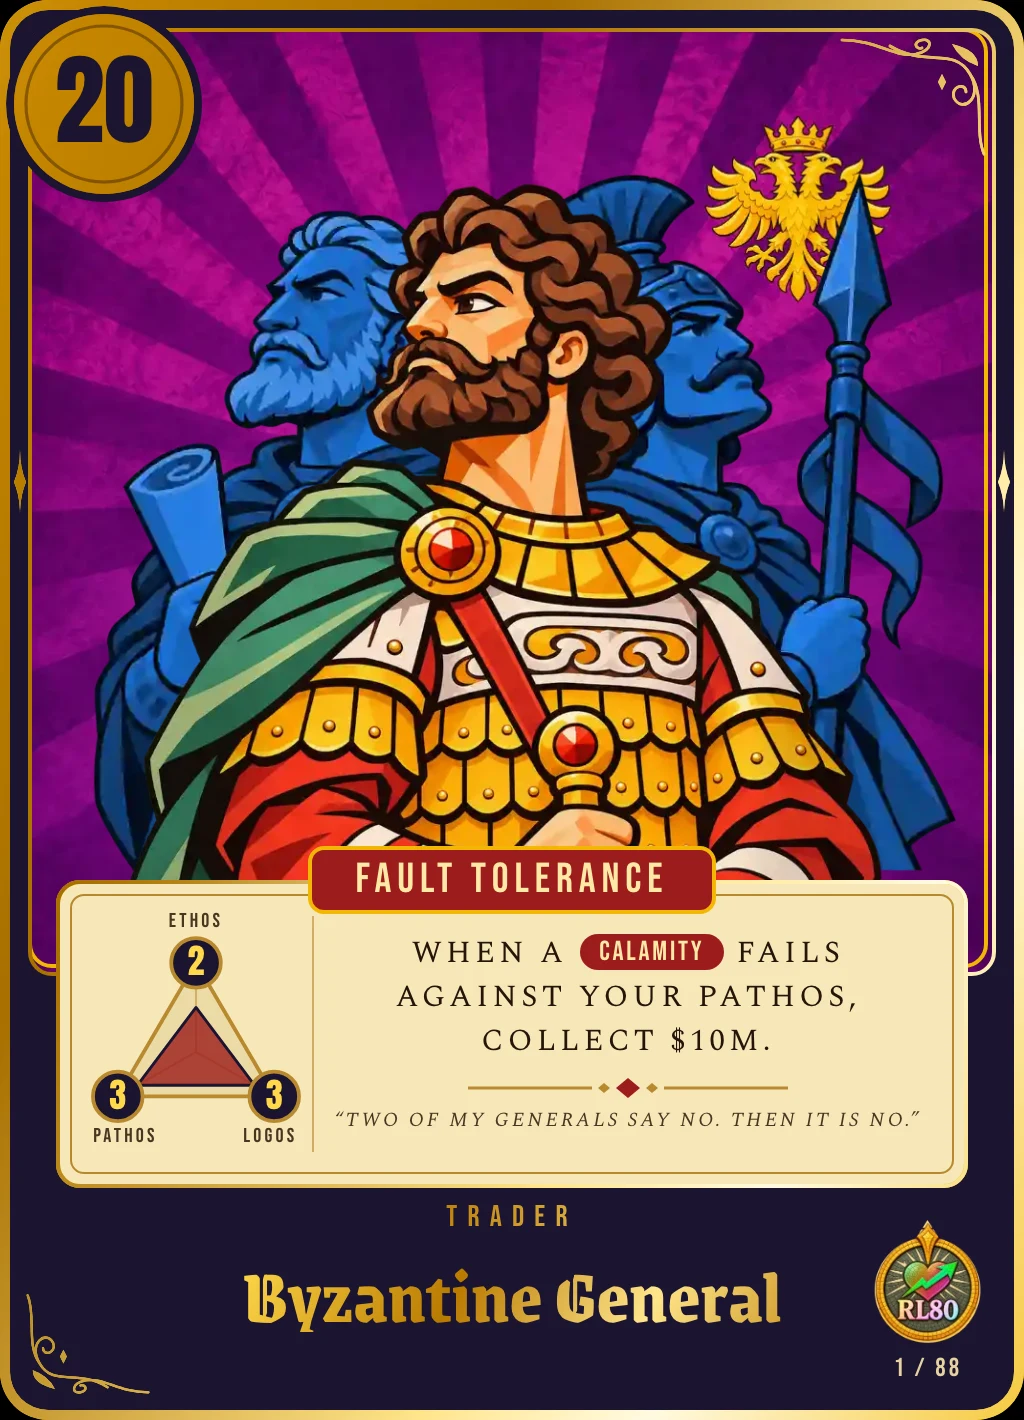 20
FAULT TOLERANCE
ETHOS
2
3
3
PATHOS
LOGOS
WHEN A CALAMITY FAILS
AGAINST YOUR PATHOS,
COLLECT $10M.
“TWO OF MY GENERALS SAY NO. THEN IT IS NO.”
TRADER
Byzantine General
RL80
1 / 88